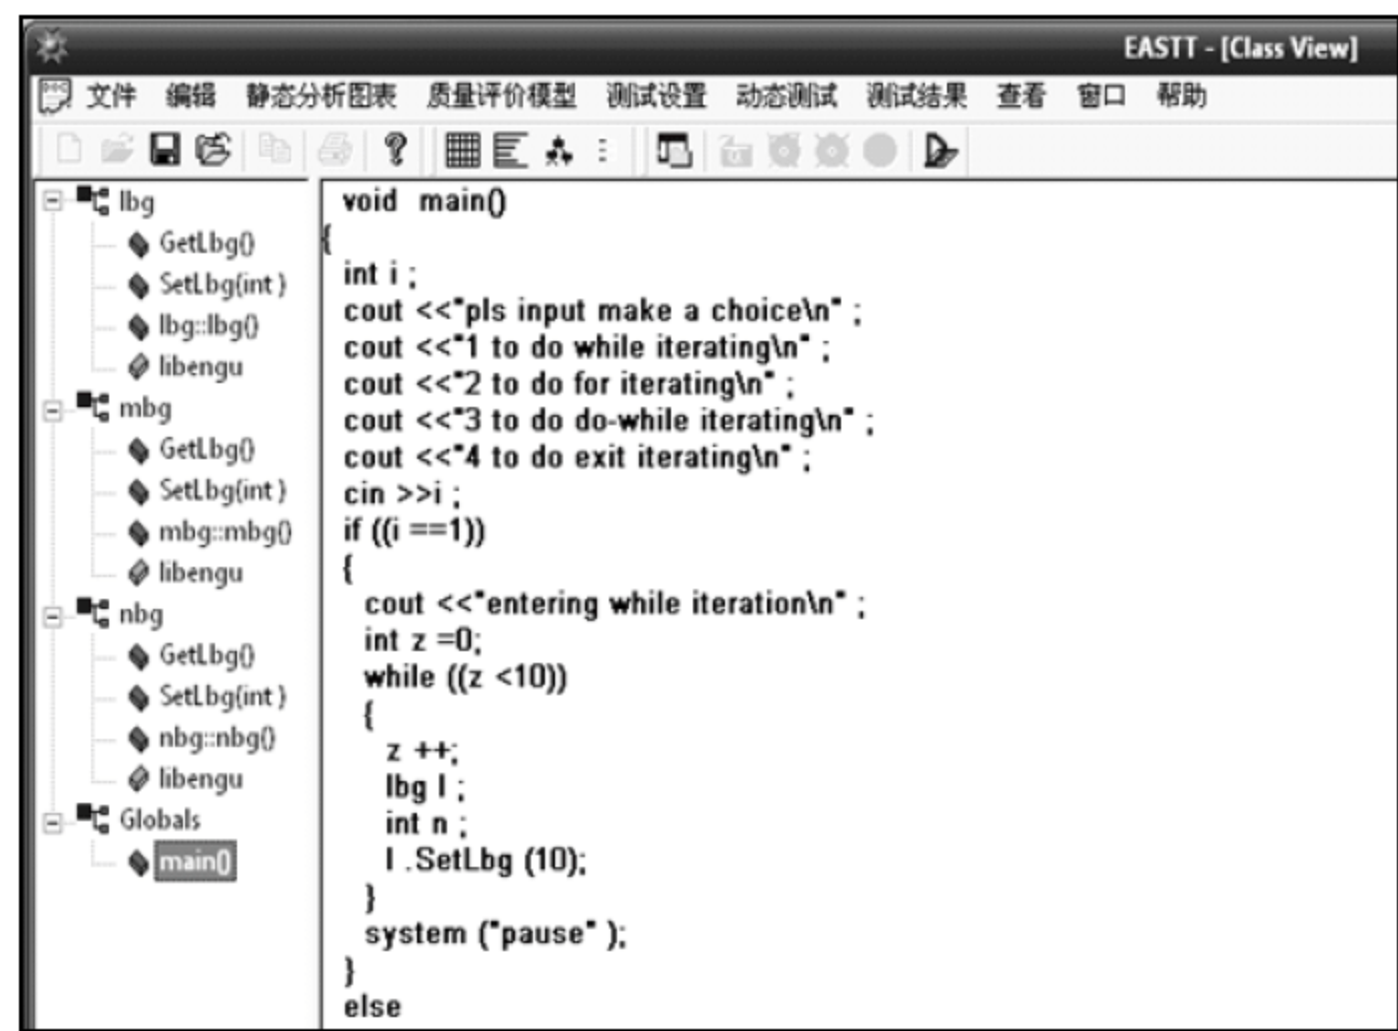 EASTT - [Class View]
文件 编辑 静态分析图表 质量评价模型 测试设置 动态测试 测试结果 查看 窗口 帮助
lbg
GetLbg()
SetLbg(int )
lbg::lbg()
libengu
mbg
GetLbg()
SetLbg(int )
mbg::mbg()
libengu
nbg
GetLbg()
SetLbg(int )
nbg::nbg()
libengu
Globals
main()
void main()
{
int i ;
cout <<"pls input make a choice\n" ;
cout <<"1 to do while iterating\n" ;
cout <<"2 to do for iterating\n" ;
cout <<"3 to do do-while iterating\n" ;
cout <<"4 to do exit iterating\n" ;
cin >>i ;
if ((i ==1))
{
cout <<"entering while iteration\n" ;
int z =0;
while ((z <10))
{
z ++;
lbg l ;
int n ;
l .SetLbg (10);
}
system ("pause" );
}
else